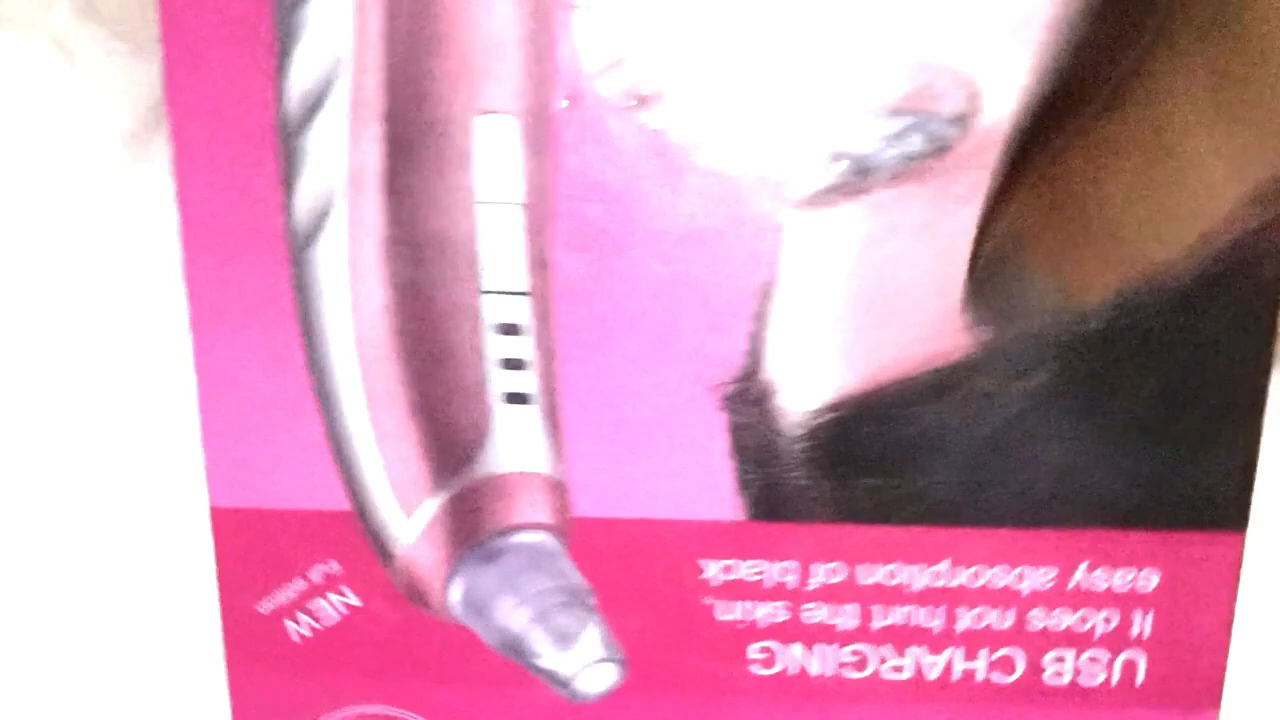 USB CHARGING
It does not hurt the skin,
easy absorption of black
NEW